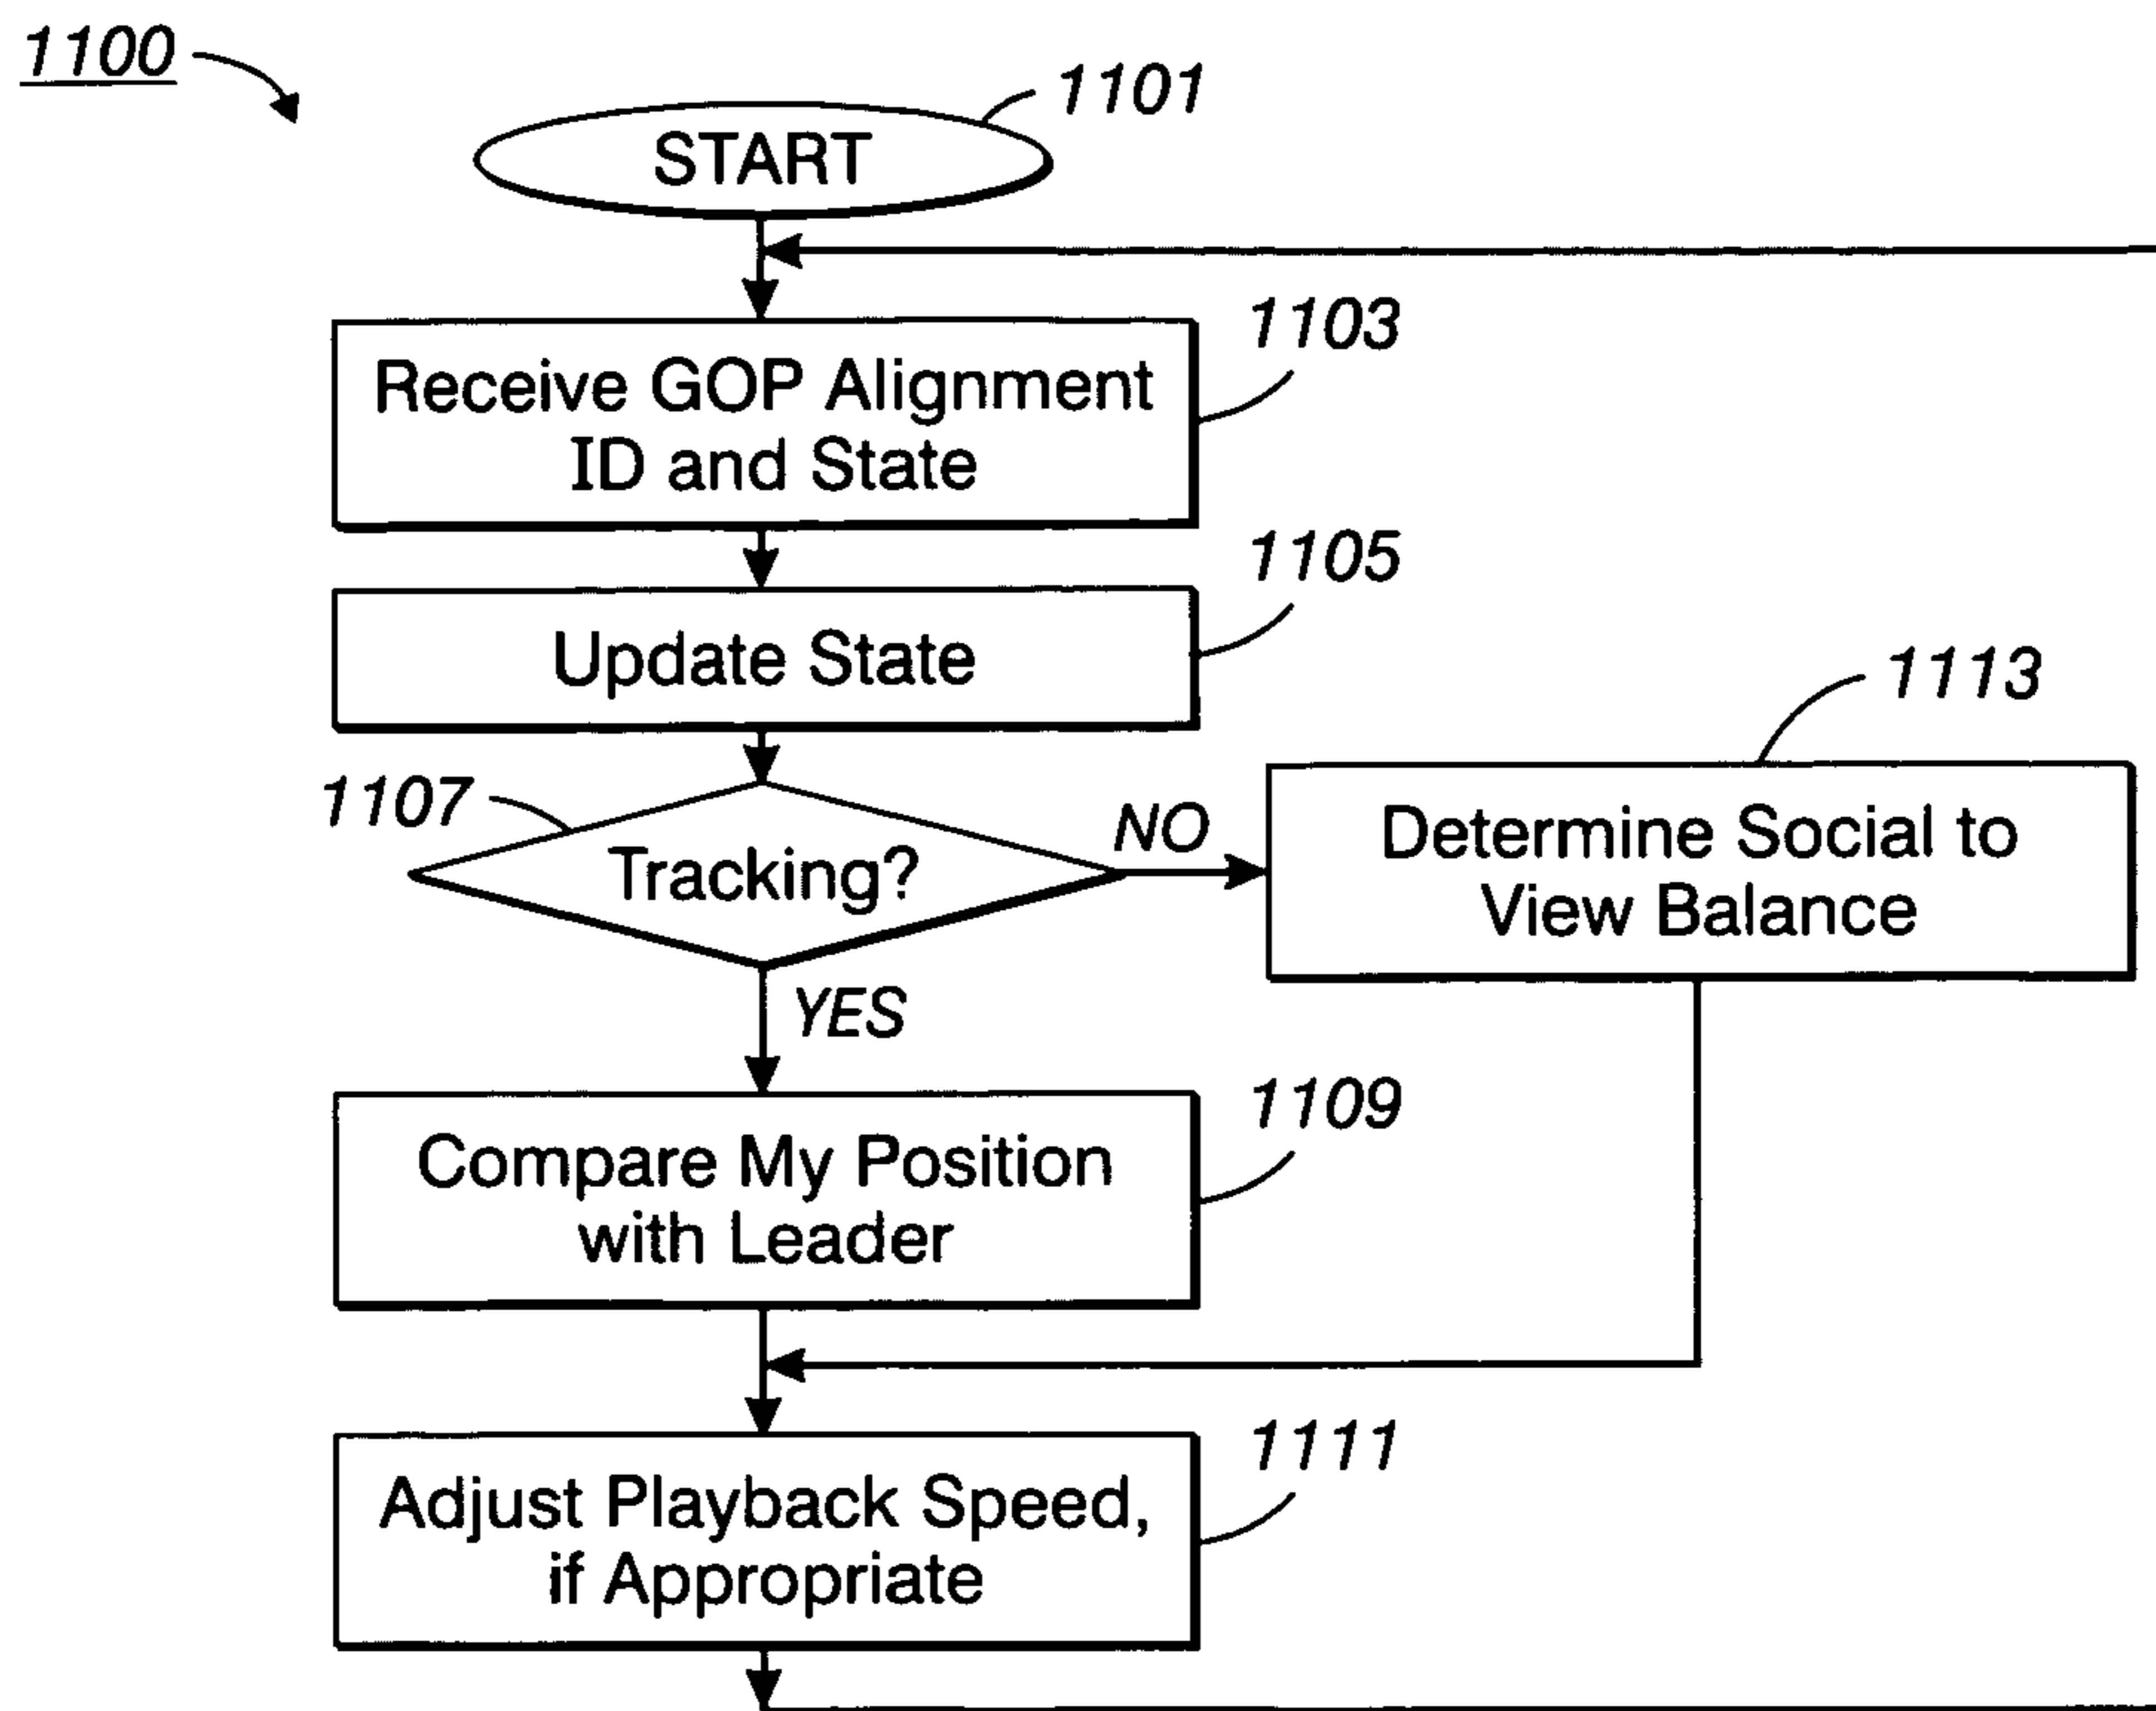 1100
1101
START
1103
Receive GOP Alignment
ID and State
1105
Update State
1113
1107
Tracking?
NO
Determine Social to
View Balance
YES
1109
Compare My Position
with Leader
1111
Adjust Playback Speed,
if Appropriate